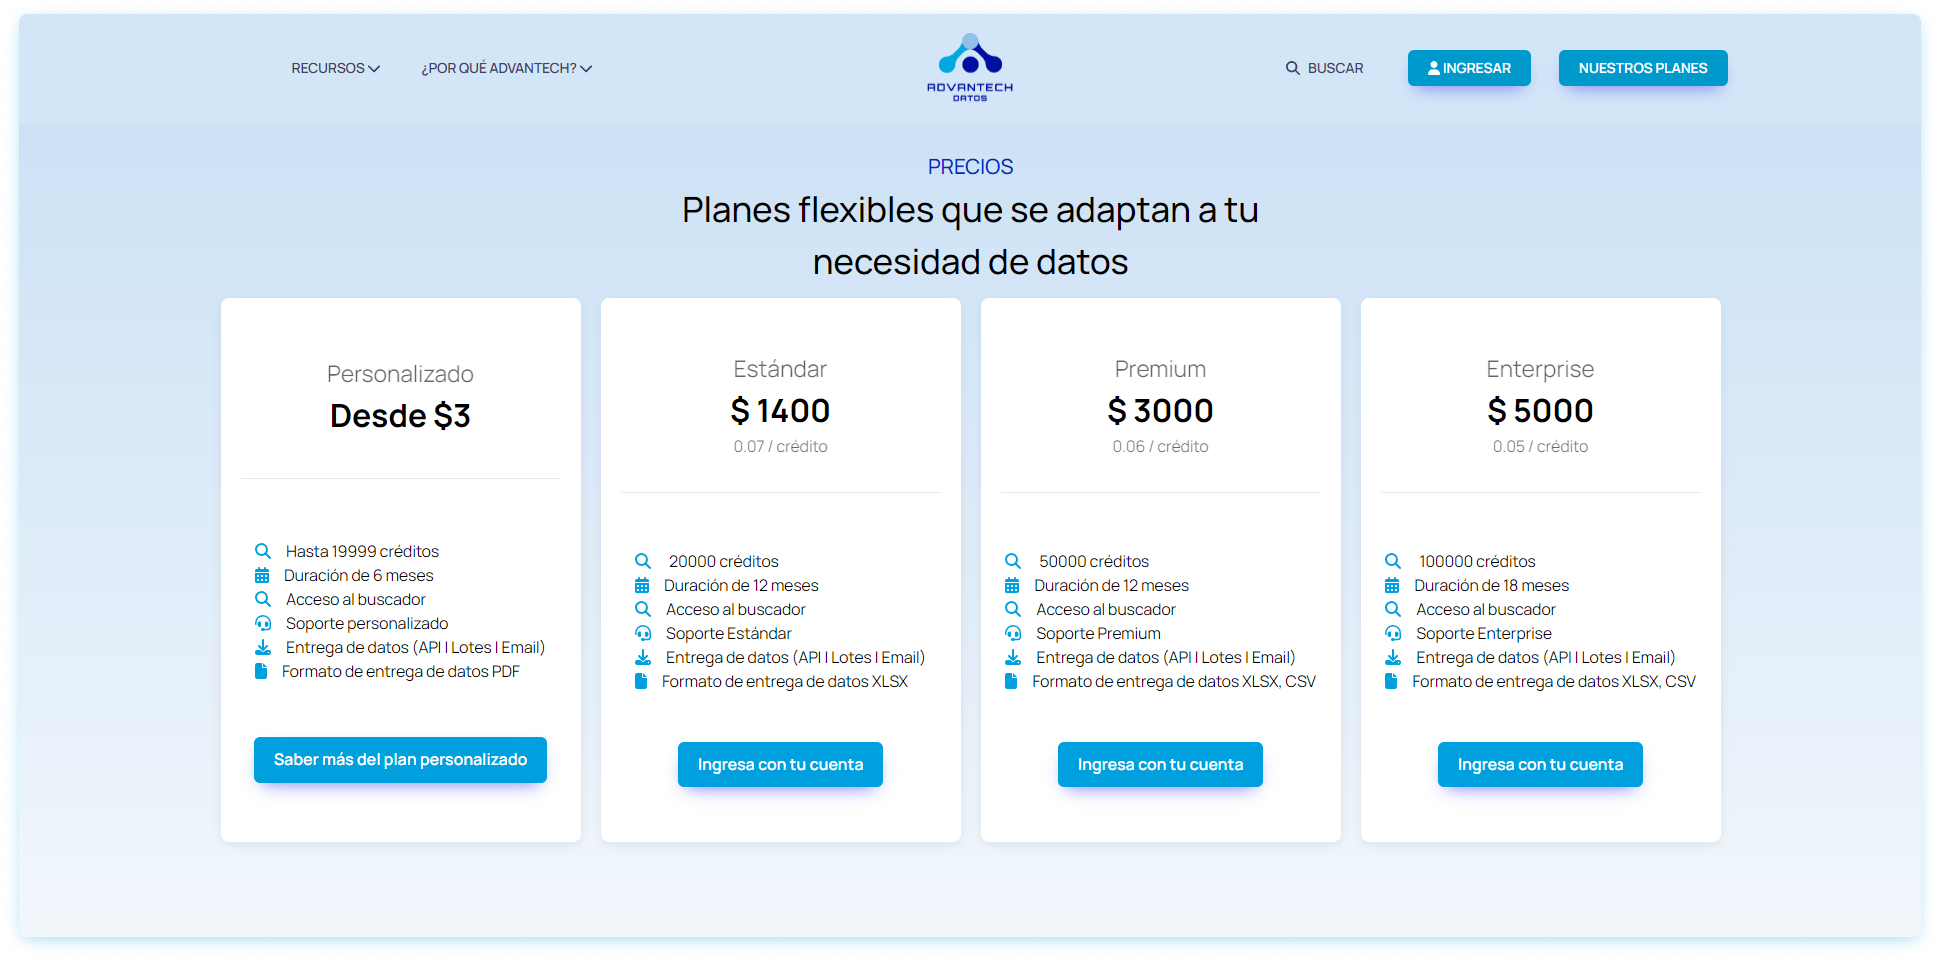 RECURSOS
¿POR QUÉ ADVANTECH?
ADVANTECH
DATOS
BUSCAR
INGRESAR
NUESTROS PLANES
PRECIOS
Planes flexibles que se adaptan a tu
necesidad de datos
Personalizado
Desde $3
Hasta 19999 créditos
Duración de 6 meses
Acceso al buscador
Soporte personalizado
Entrega de datos (API | Lotes | Email)
Formato de entrega de datos PDF
Saber más del plan personalizado
Estándar
$ 1400
0.07 / crédito
20000 créditos
Duración de 12 meses
Acceso al buscador
Soporte Estándar
Entrega de datos (API | Lotes | Email)
Formato de entrega de datos XLSX
Ingresa con tu cuenta
Premium
$ 3000
0.06 / crédito
50000 créditos
Duración de 12 meses
Acceso al buscador
Soporte Premium
Entrega de datos (API | Lotes | Email)
Formato de entrega de datos XLSX, CSV
Ingresa con tu cuenta
Enterprise
$ 5000
0.05 / crédito
100000 créditos
Duración de 18 meses
Acceso al buscador
Soporte Enterprise
Entrega de datos (API | Lotes | Email)
Formato de entrega de datos XLSX, CSV
Ingresa con tu cuenta